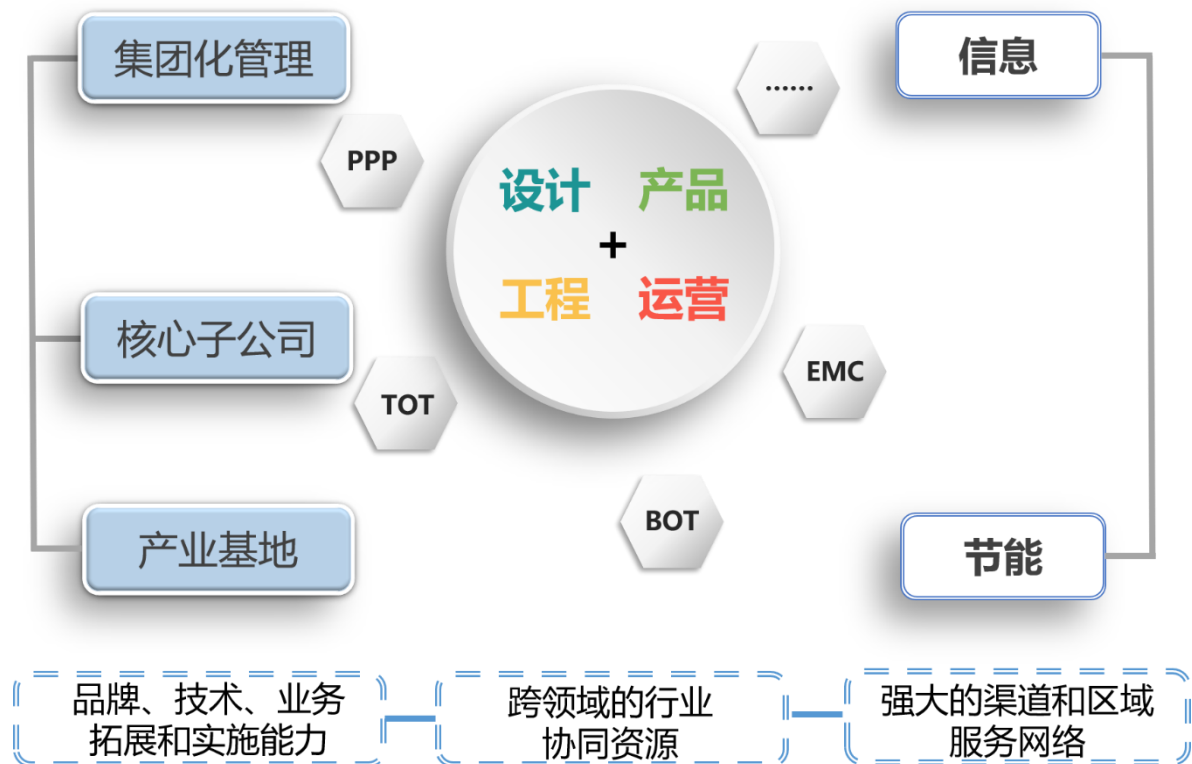 集团化管理
核心子公司
产业基地
PPP
TOT
BOT
EMC
……
设计 产品
+
工程 运营
信息
节能
品牌、技术、业务
拓展和实施能力
跨领域的行业
协同资源
强大的渠道和区域
服务网络